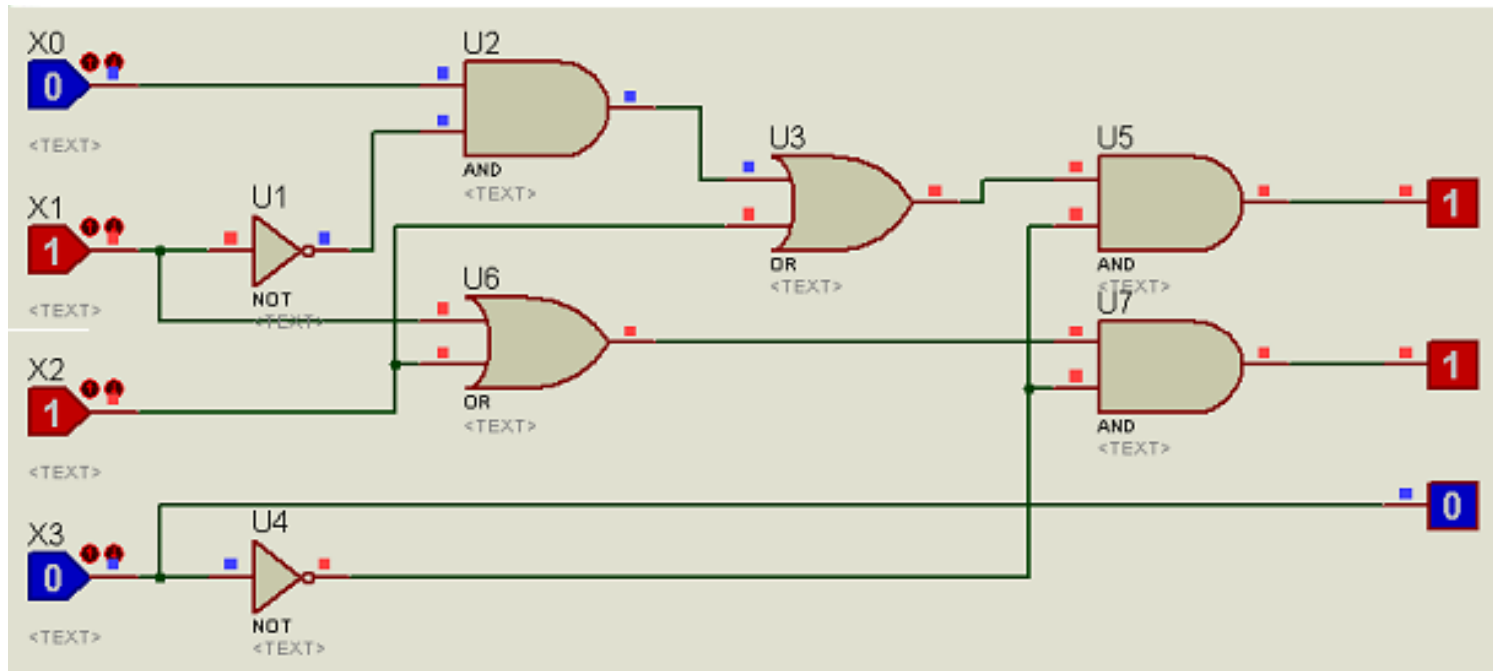 X0
0
<TEXT>
U2
AND
<TEXT>
U3
OR
<TEXT>
U5
AND
<TEXT>
1
X1
1
<TEXT>
U1
NOT
<TEXT>
U6
OR
<TEXT>
U7
AND
<TEXT>
1
X2
1
<TEXT>
0
X3
0
<TEXT>
U4
NOT
<TEXT>